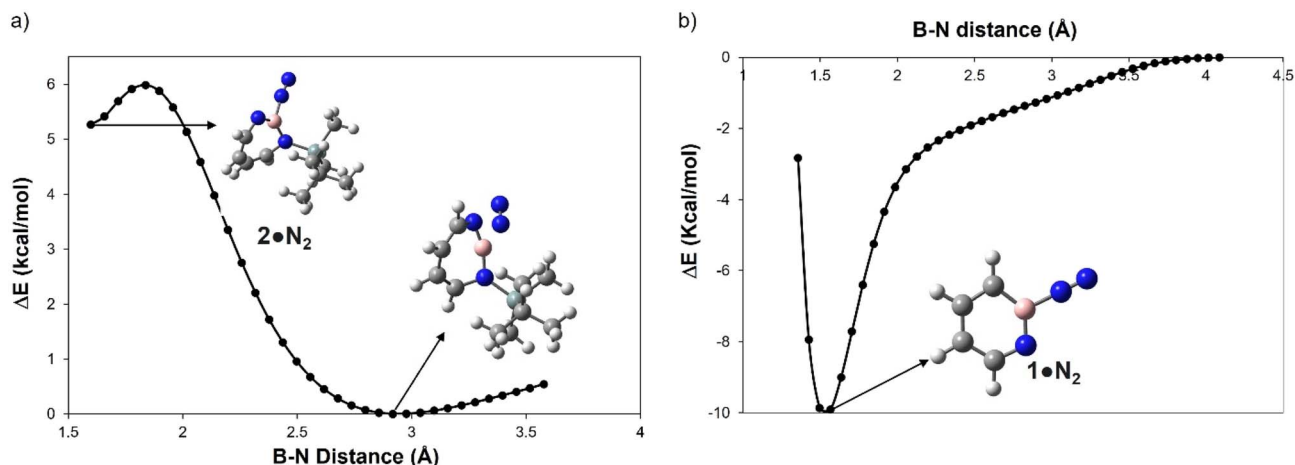 a)
6
5
4
3
2
1
0
ΔE (kcal/mol)
1.5 2 2.5 3 3.5 4
B-N Distance (Å)
2●N₂
b)
B-N distance (Å)
1 1.5 2 2.5 3 3.5 4 4.5
0
-2
-4
-6
-8
-10
ΔE (Kcal/mol)
1●N₂